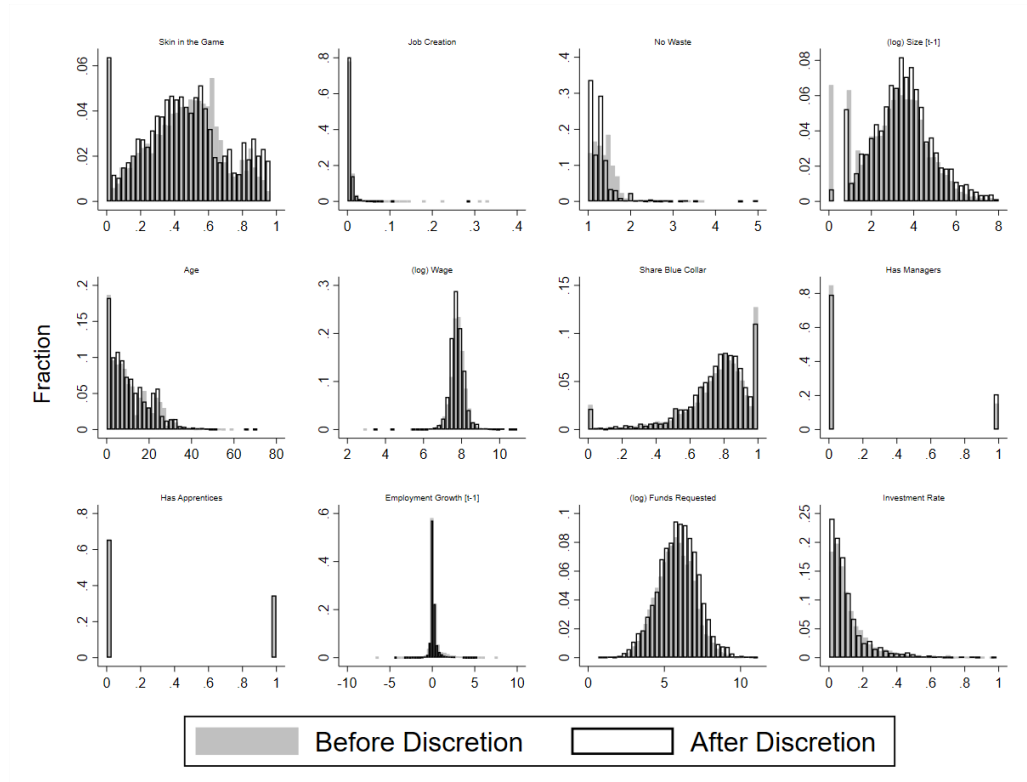 Skin in the Game
Job Creation
No Waste
(log) Size [t-1]
.06
.04
.02
0
0 .2 .4 .6 .8 1
.8
.6
.4
.2
0
0 .1 .2 .3 .4
.4
.3
.2
.1
0
1 2 3 4 5
.08
.06
.04
.02
0
0 2 4 6 8
Fraction
Age
(log) Wage
Share Blue Collar
Has Managers
.2
.15
.1
.05
0
0 20 40 60 80
.3
.2
.1
0
2 4 6 8 10
.15
.1
.05
0
0 .2 .4 .6 .8 1
.8
.6
.4
.2
0
0 .2 .4 .6 .8 1
Has Apprentices
Employment Growth [t-1]
(log) Funds Requested
Investment Rate
.8
.6
.4
.2
0
0 .2 .4 .6 .8 1
.6
.4
.2
0
-10 -5 0 5 10
.1
.08
.06
.04
.02
0
0 5 10
.25
.2
.15
.1
.05
0
0 .2 .4 .6 .8 1
Before Discretion
After Discretion